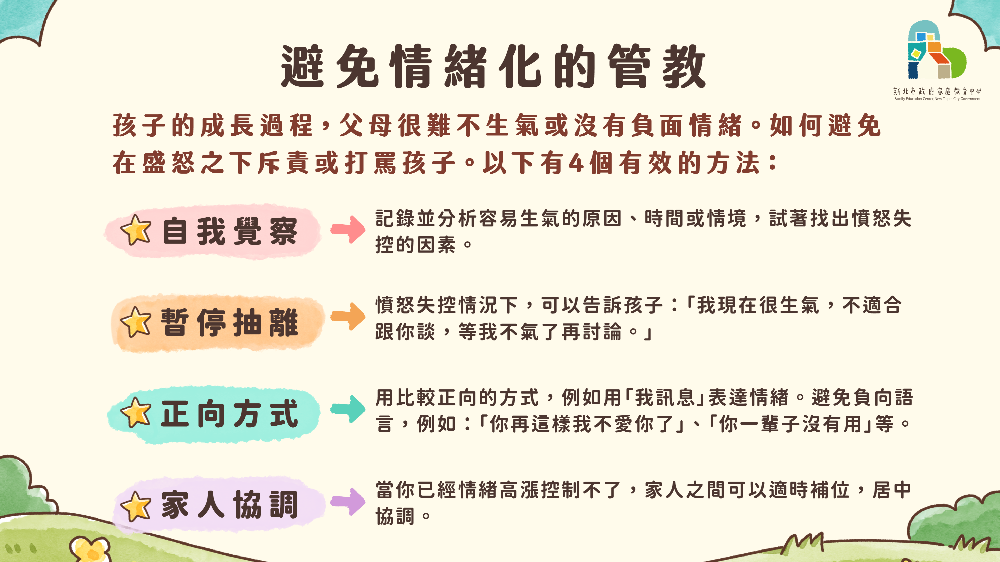 避免情緒化的管教
新北市政府家庭教育中心
Family Education Center,New Taipei City Government
孩子的成長過程，父母很難不生氣或沒有負面情緒。如何避免
在盛怒之下斥責或打罵孩子。以下有4個有效的方法：
自我覺察
記錄並分析容易生氣的原因、時間或情境，試著找出憤怒失
控的因素。
暫停抽離
憤怒失控情況下，可以告訴孩子：「我現在很生氣，不適合
跟你談，等我不氣了再討論。」
正向方式
用比較正向的方式，例如用「我訊息」表達情緒。避免負向語
言，例如：「你再這樣我不愛你了」、「你一輩子沒有用」等。
家人協調
當你已經情緒高漲控制不了，家人之間可以適時補位，居中
協調。